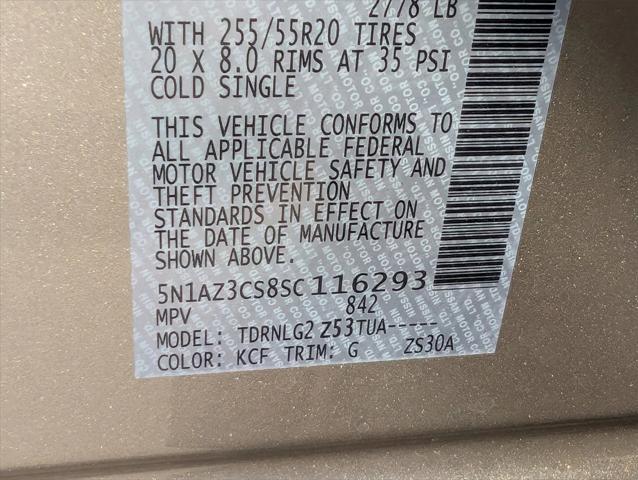 2778 LB
WITH 255/55R20 TIRES
20 X 8.0 RIMS AT 35 PSI
COLD SINGLE
THIS VEHICLE CONFORMS TO
ALL APPLICABLE FEDERAL
MOTOR VEHICLE SAFETY AND
THEFT PREVENTION
STANDARDS IN EFFECT ON
THE DATE OF MANUFACTURE
SHOWN ABOVE.
5N1AZ3CS8SC116293
MPV 842
MODEL: TDRNLG2 Z53TUA-----
COLOR: KCF TRIM: G ZS30A